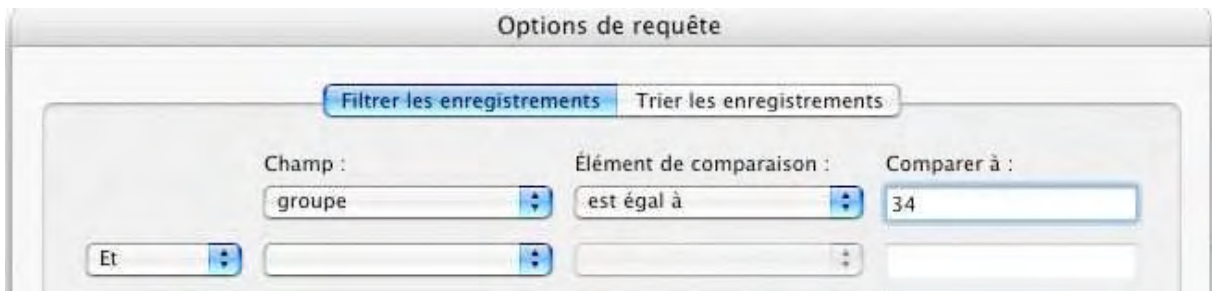 Options de requête
Filtrer les enregistrements Trier les enregistrements
Champ : Élément de comparaison : Comparer à :
groupe est égal à 34
Et